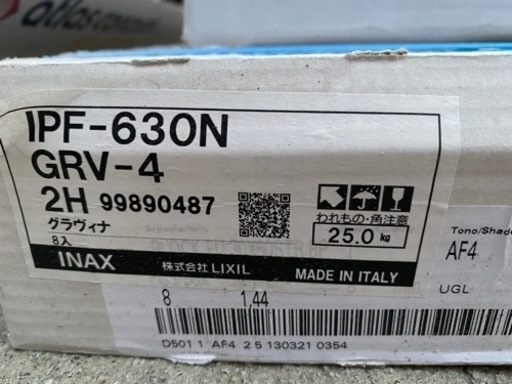 atlas concorde
IPF-630N
GRV-4
2H 99890487
グラヴィナ
8入
われもの・角注意
25.0 kg
INAX 株式会社 LIXIL MADE IN ITALY
Tono/Shade
AF4
UGL
8 1,44
D501 1 AF4 2 5 130321 0354